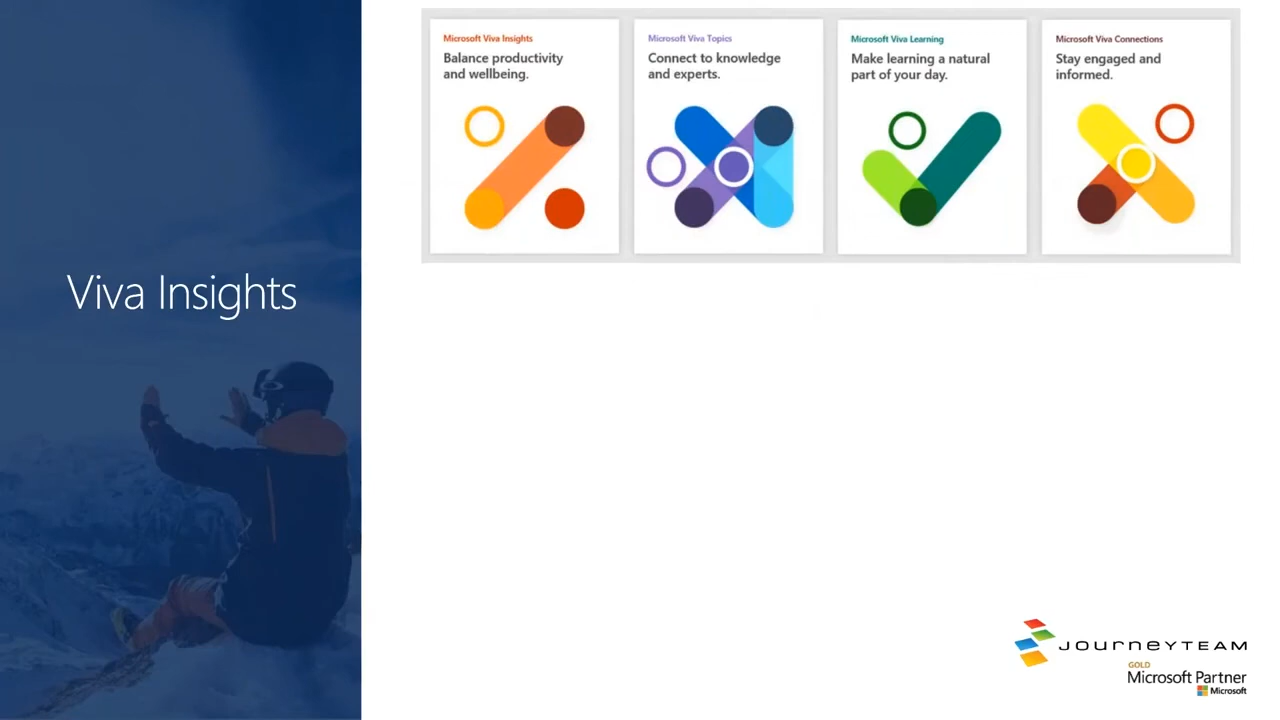 Viva Insights
Microsoft Viva Insights
Balance productivity
and wellbeing.
Microsoft Viva Topics
Connect to knowledge
and experts.
Microsoft Viva Learning
Make learning a natural
part of your day.
Microsoft Viva Connections
Stay engaged and
informed.
JOURNEYTEAM
GOLD
Microsoft Partner
Microsoft